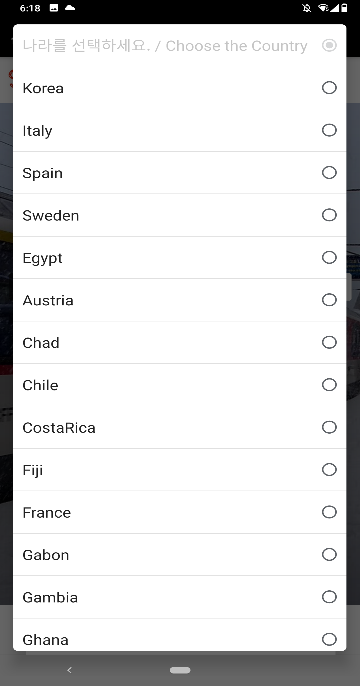 6:18
나라를 선택하세요. / Choose the Country
Korea
Italy
Spain
Sweden
Egypt
Austria
Chad
Chile
CostaRica
Fiji
France
Gabon
Gambia
Ghana